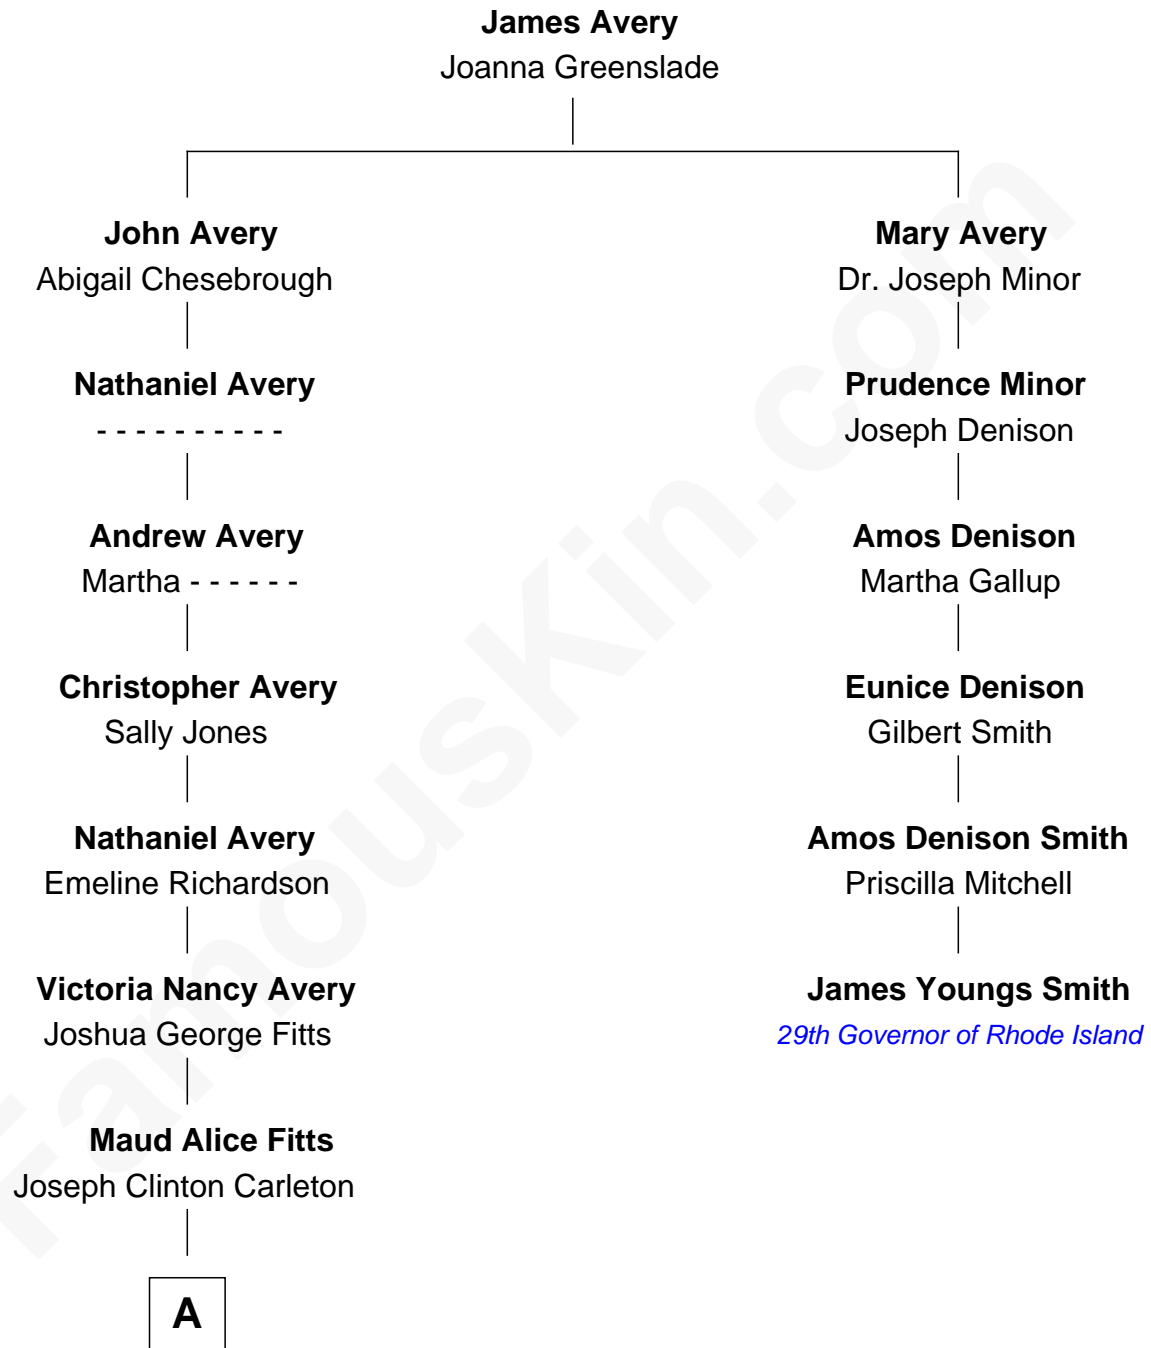 James Avery
Joanna Greenslade
John Avery
Abigail Chesebrough
Nathaniel Avery
- - - - - - - - - -
Andrew Avery
Martha - - - - - -
Christopher Avery
Sally Jones
Nathaniel Avery
Emeline Richardson
Victoria Nancy Avery
Joshua George Fitts
Maud Alice Fitts
Joseph Clinton Carleton
A
Mary Avery
Dr. Joseph Minor
Prudence Minor
Joseph Denison
Amos Denison
Martha Gallup
Eunice Denison
Gilbert Smith
Amos Denison Smith
Priscilla Mitchell
James Youngs Smith
29th Governor of Rhode Island
FamousKin.com